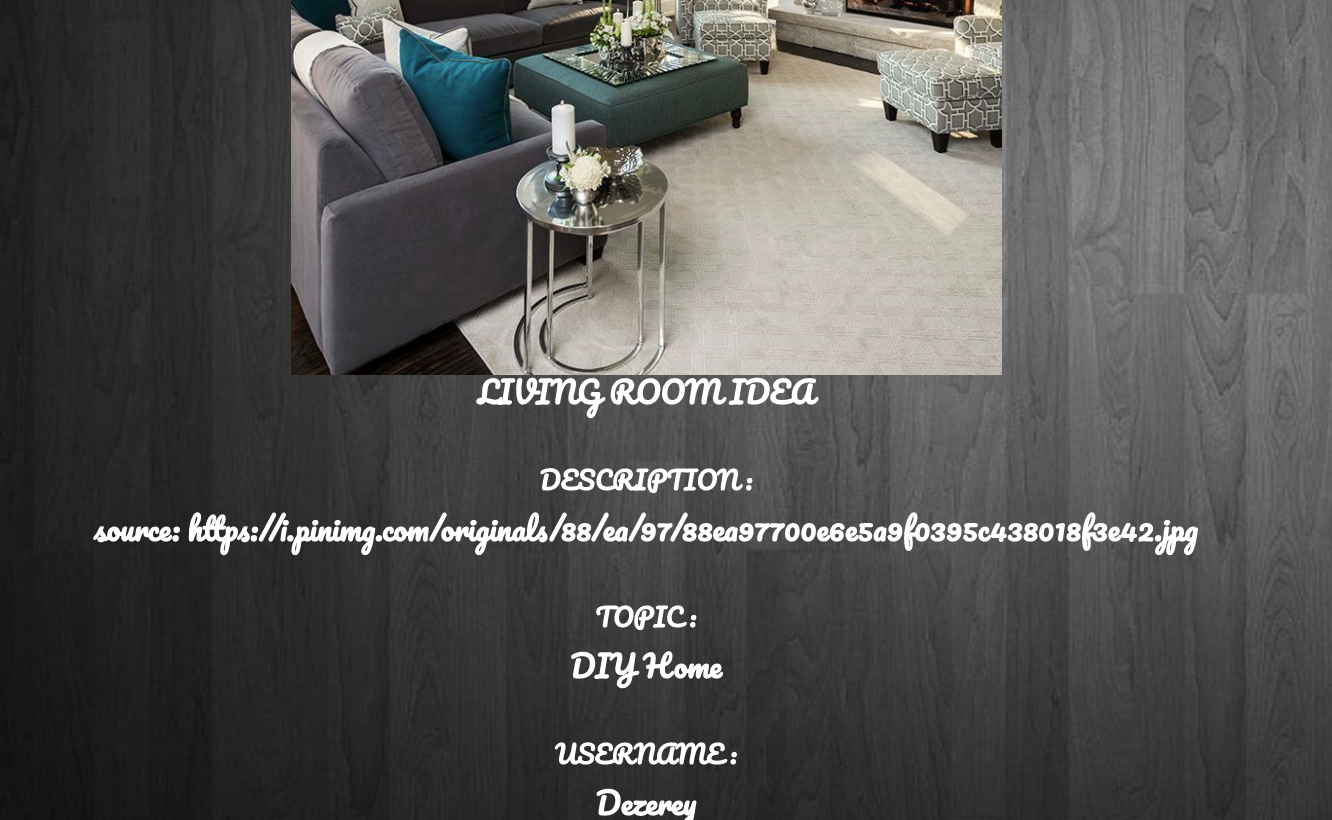 LIVING ROOM IDEA
DESCRIPTION:
source: https://i.pinimg.com/originals/88/ea/97/88ea97700e6e5a9f0395c438018f3e42.jpg
TOPIC:
DIY Home
USERNAME:
Dezerey